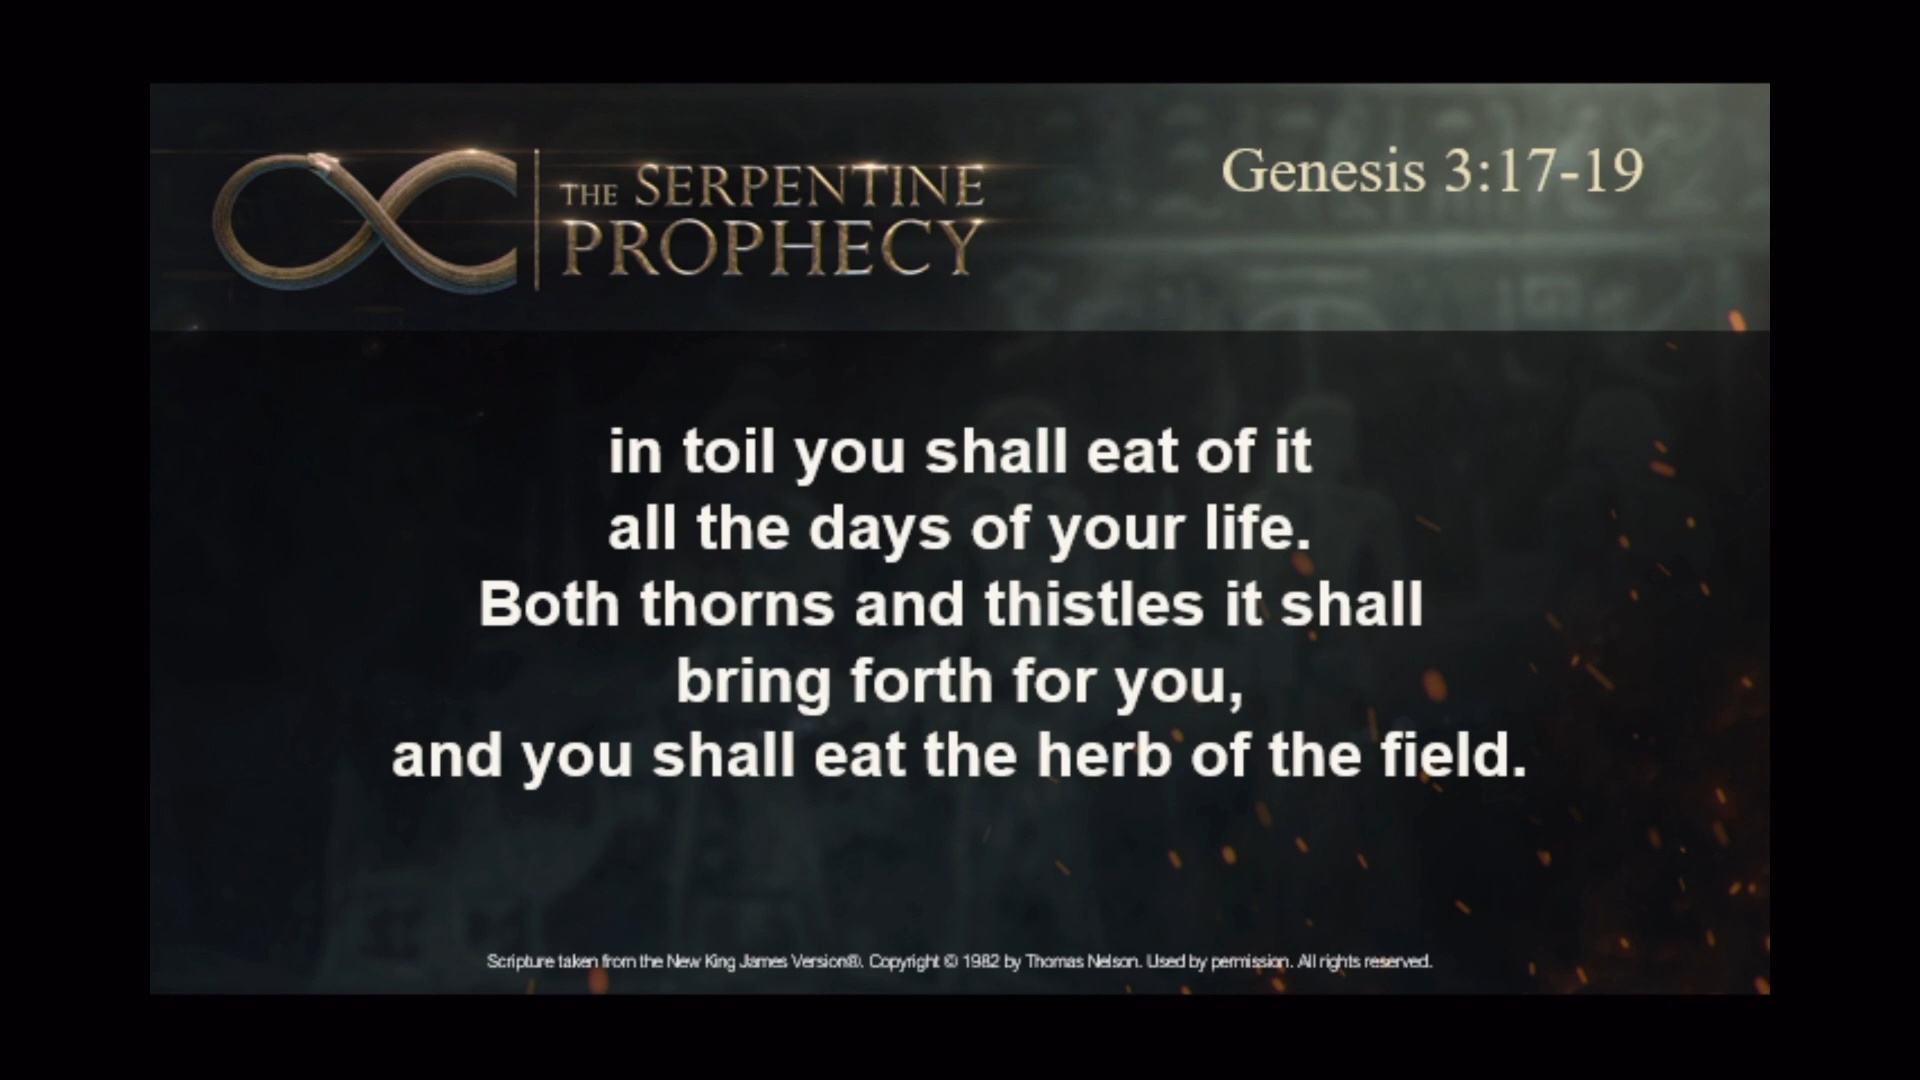 THE SERPENTINE
PROPHECY
Genesis 3:17-19
in toil you shall eat of it
all the days of your life.
Both thorns and thistles it shall
bring forth for you,
and you shall eat the herb of the field.
Scripture taken from the New King James Version®. Copyright © 1982 by Thomas Nelson. Used by permission. All rights reserved.